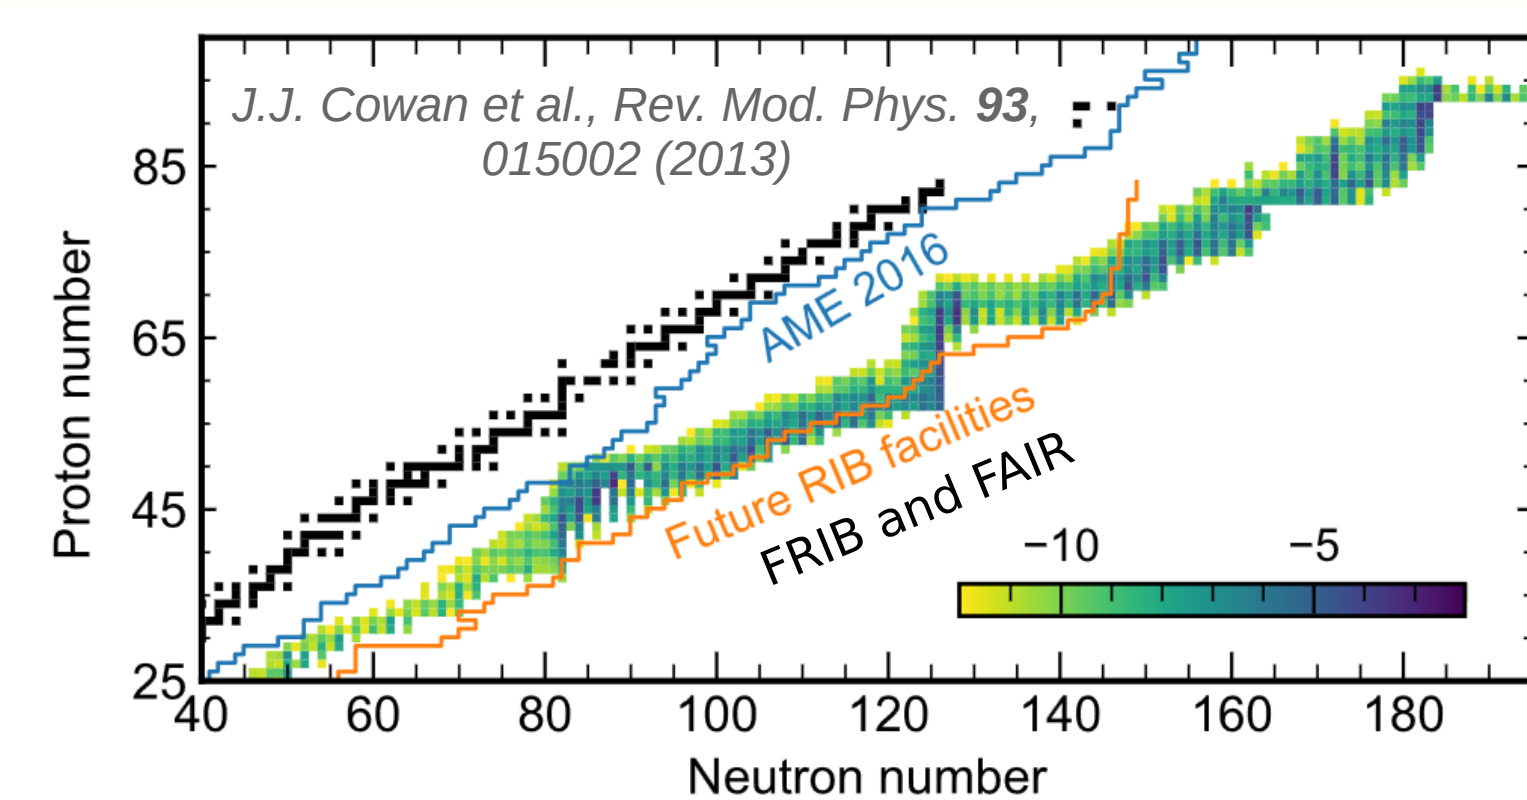 J.J. Cowan et al., Rev. Mod. Phys. 93,
015002 (2013)
85
65
45
25
Proton number
AME 2016
Future RIB facilities
FRIB and FAIR
−10 −5
40 60 80 100 120 140 160 180
Neutron number